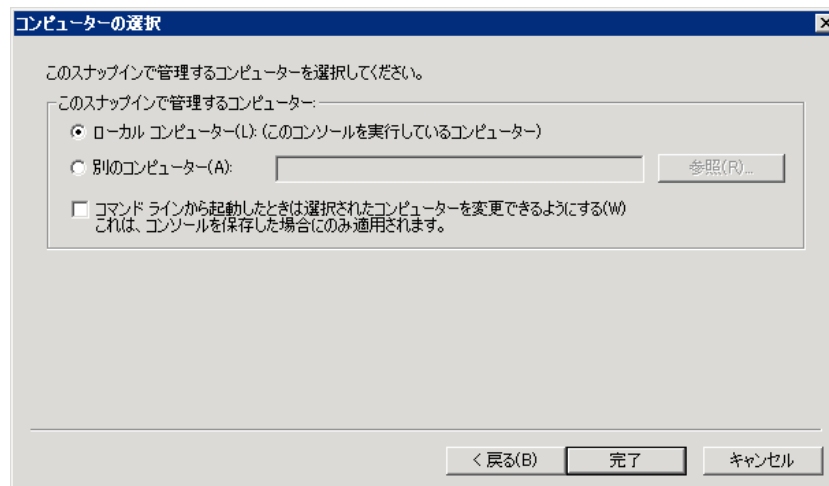 コンピューターの選択
このスナップインで管理するコンピューターを選択してください。
このスナップインで管理するコンピューター:
ローカル コンピューター(L): (このコンソールを実行しているコンピューター)
別のコンピューター(A):
参照(R)...
コマンド ラインから起動したときは選択されたコンピューターを変更できるようにする(W)
これは、コンソールを保存した場合にのみ適用されます。
< 戻る(B)
完了
キャンセル